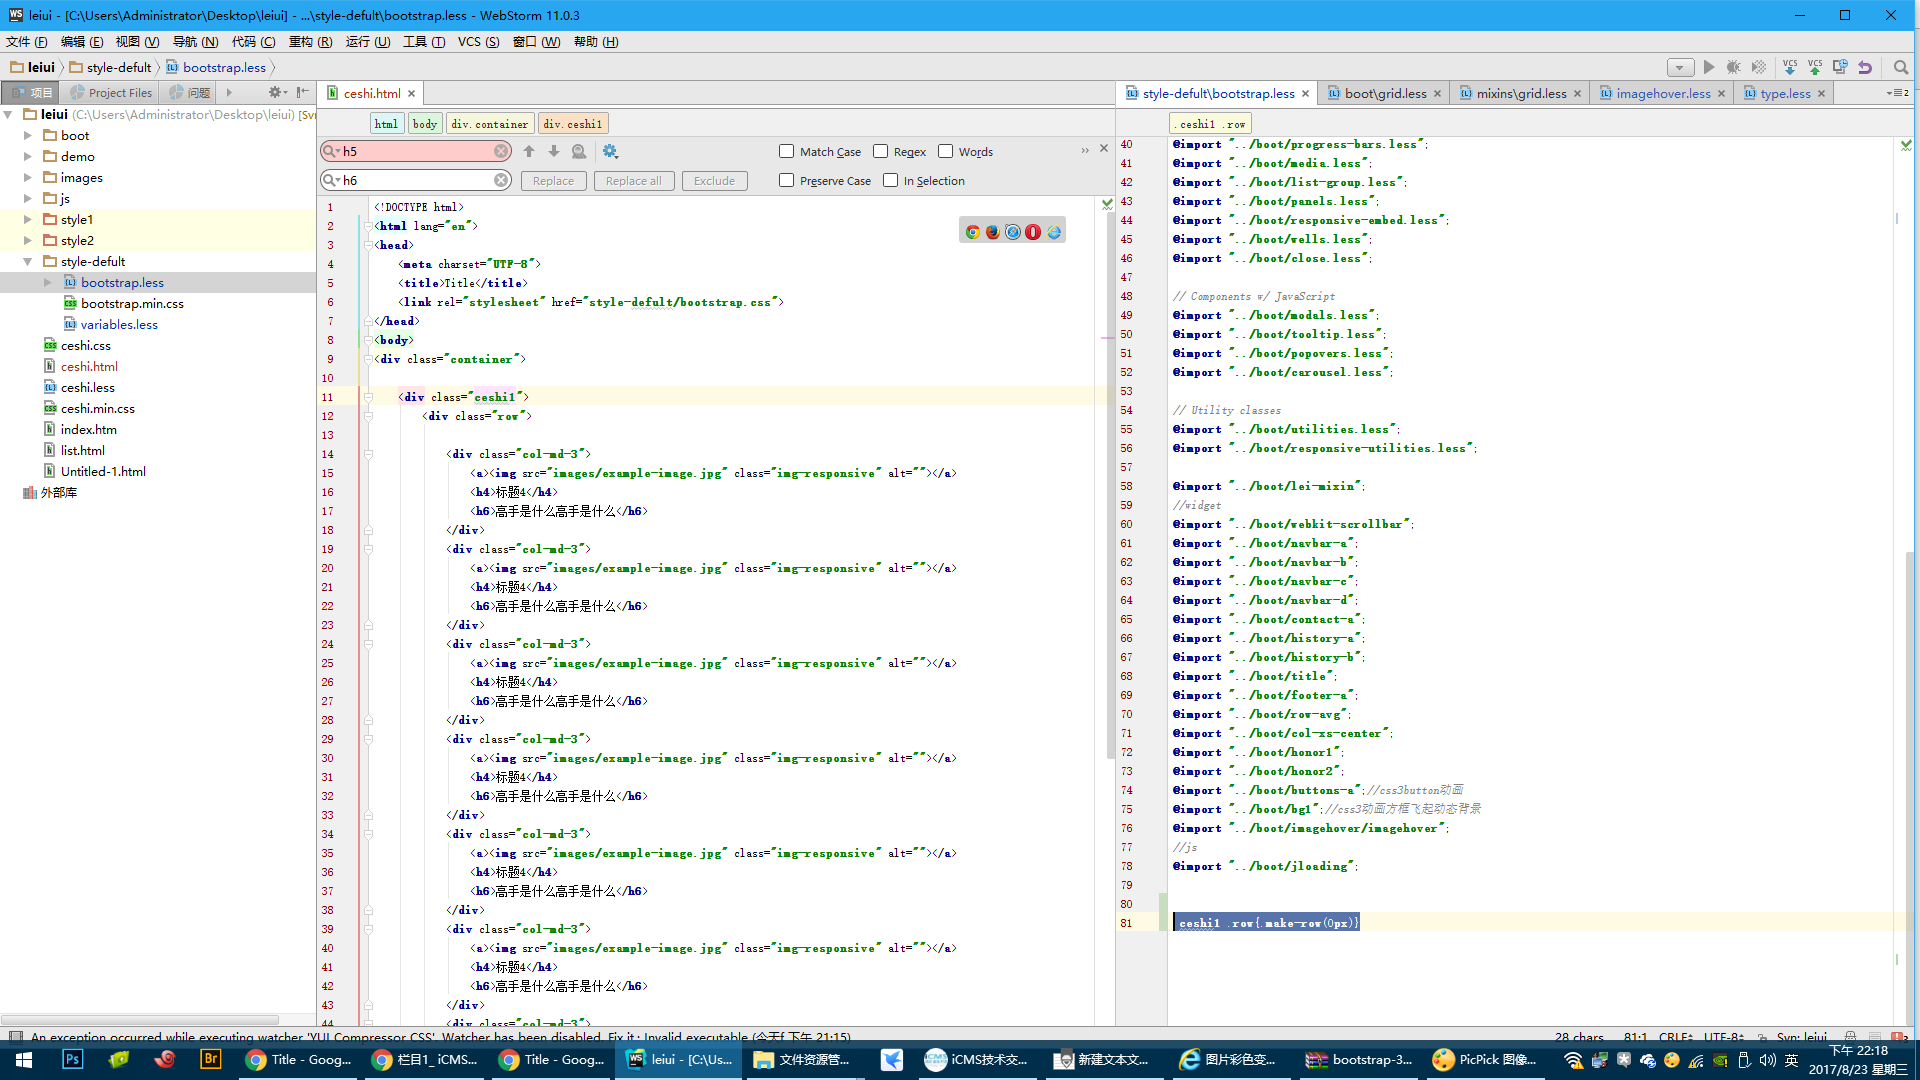 leiui - [C:\Users\Administrator\Desktop\leiui] - ...\style-defult\bootstrap.less - WebStorm 11.0.3
文件 (F) 编辑 (E) 视图 (V) 导航 (N) 代码 (C) 重构 (R) 运行 (U) 工具 (T) VCS (S) 窗口 (W) 帮助 (H)
leiui style-defult bootstrap.less
项目 Project Files 问题
leiui (C:\Users\Administrator\Desktop\leiui) [Svn
boot
demo
images
js
style1
style2
style-defult
bootstrap.less
bootstrap.min.css
variables.less
ceshi.css
ceshi.html
ceshi.less
ceshi.min.css
index.htm
list.html
Untitled-1.html
外部库
ceshi.html
html body div.container div.ceshi1
h5 Match Case Regex Words
h6 Replace Replace all Exclude Preserve Case In Selection
1 <!DOCTYPE html>
2 <html lang="en">
3 <head>
4 <meta charset="UTF-8">
5 <title>Title</title>
6 <link rel="stylesheet" href="style-defult/bootstrap.css">
7 </head>
8 <body>
9 <div class="container">
10
11 <div class="ceshi1">
12 <div class="row">
13
14 <div class="col-md-3">
15 <a><img src="images/example-image.jpg" class="img-responsive" alt=""></a>
16 <h4>标题4</h4>
17 <h6>高手是什么高手是什么</h6>
18 </div>
19 <div class="col-md-3">
20 <a><img src="images/example-image.jpg" class="img-responsive" alt=""></a>
21 <h4>标题4</h4>
22 <h6>高手是什么高手是什么</h6>
23 </div>
24 <div class="col-md-3">
25 <a><img src="images/example-image.jpg" class="img-responsive" alt=""></a>
26 <h4>标题4</h4>
27 <h6>高手是什么高手是什么</h6>
28 </div>
29 <div class="col-md-3">
30 <a><img src="images/example-image.jpg" class="img-responsive" alt=""></a>
31 <h4>标题4</h4>
32 <h6>高手是什么高手是什么</h6>
33 </div>
34 <div class="col-md-3">
35 <a><img src="images/example-image.jpg" class="img-responsive" alt=""></a>
36 <h4>标题4</h4>
37 <h6>高手是什么高手是什么</h6>
38 </div>
39 <div class="col-md-3">
40 <a><img src="images/example-image.jpg" class="img-responsive" alt=""></a>
41 <h4>标题4</h4>
42 <h6>高手是什么高手是什么</h6>
43 </div>
44 <div class="col-md-3">
style-defult\bootstrap.less boot\grid.less mixins\grid.less imagehover.less type.less
.ceshi1 .row
40 @import "../boot/progress-bars.less";
41 @import "../boot/media.less";
42 @import "../boot/list-group.less";
43 @import "../boot/panels.less";
44 @import "../boot/responsive-embed.less";
45 @import "../boot/wells.less";
46 @import "../boot/close.less";
47
48 // Components w/ JavaScript
49 @import "../boot/modals.less";
50 @import "../boot/tooltip.less";
51 @import "../boot/popovers.less";
52 @import "../boot/carousel.less";
53
54 // Utility classes
55 @import "../boot/utilities.less";
56 @import "../boot/responsive-utilities.less";
57
58 @import "../boot/lei-mixin";
59 //widget
60 @import "../boot/webkit-scrollbar";
61 @import "../boot/navbar-a";
62 @import "../boot/navbar-b";
63 @import "../boot/navbar-c";
64 @import "../boot/navbar-d";
65 @import "../boot/contact-a";
66 @import "../boot/history-a";
67 @import "../boot/history-b";
68 @import "../boot/title";
69 @import "../boot/footer-a";
70 @import "../boot/row-avg";
71 @import "../boot/col-xs-center";
72 @import "../boot/honor1";
73 @import "../boot/honor2";
74 @import "../boot/buttons-a";//css3button动画
75 @import "../boot/bg1";//css3动画方框飞起动态背景
76 @import "../boot/imagehover/imagehover";
77 //js
78 @import "../boot/jloading";
79
80
81 .ceshi1 .row{.make-row(0px)}
An exception occurred while executing watcher 'YUI Compressor CSS'. Watcher has been disabled. Fix it.: Invalid executable (今天f 下午 21:15) 28 chars 81:1 CRLF UTF-8 Svn: leiui
Title - Goog... 栏目1_iCMS... Title - Goog... leiui - [C:\Us... 文件资源管... iCMS技术交... 新建文本文... 图片彩色变... bootstrap-3... PicPick 图像... 英 下午 22:18
2017/8/23 星期三